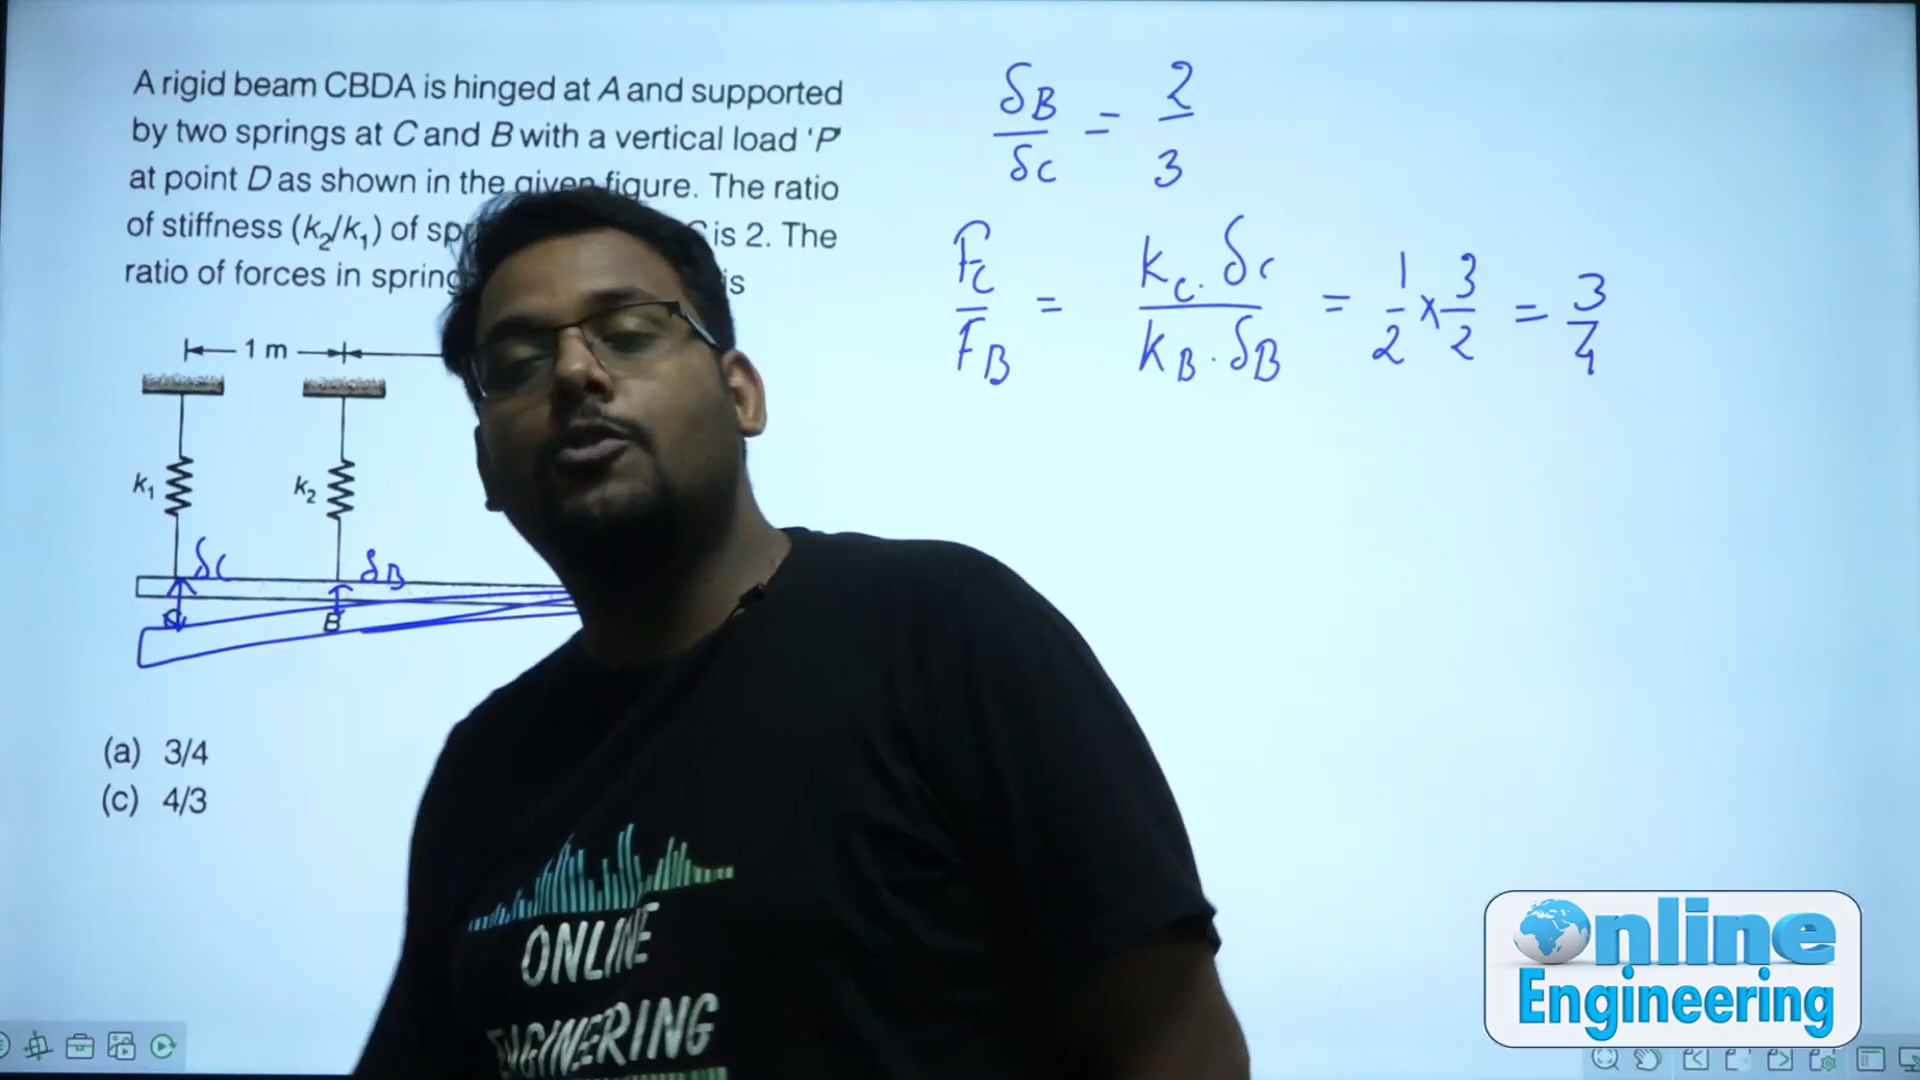 A rigid beam CBDA is hinged at A and supported
by two springs at C and B with a vertical load 'P'
at point D as shown in the given figure. The ratio
of stiffness (k₂/k₁) of is 2. The
ratio of forces in spring is
1 m
k₁
k₂
δC
δB
C
B
(a) 3/4
(c) 4/3
δB/δC = 2/3
FC/FB = kC·δC/kB·δB = 1/2 × 3/2 = 3/4
ONLINE
ENGINEERING
Online
Engineering